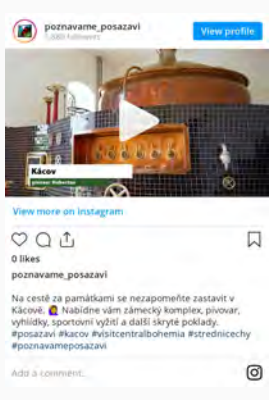 poznavame_posazavi
View profile
Kácov
View more on Instagram
0 likes
poznavame_posazavi
Na cestě za památkami se nezapomeňte zastavit v
Kácově. Nabídne vám zámecký komplex, pivovar,
vyhlídky, sportovní vyžití a další skryté poklady.
#posazavi #kacov #visitcentralbohemia #strednicechy
#poznavameposazavi
Add a comment...